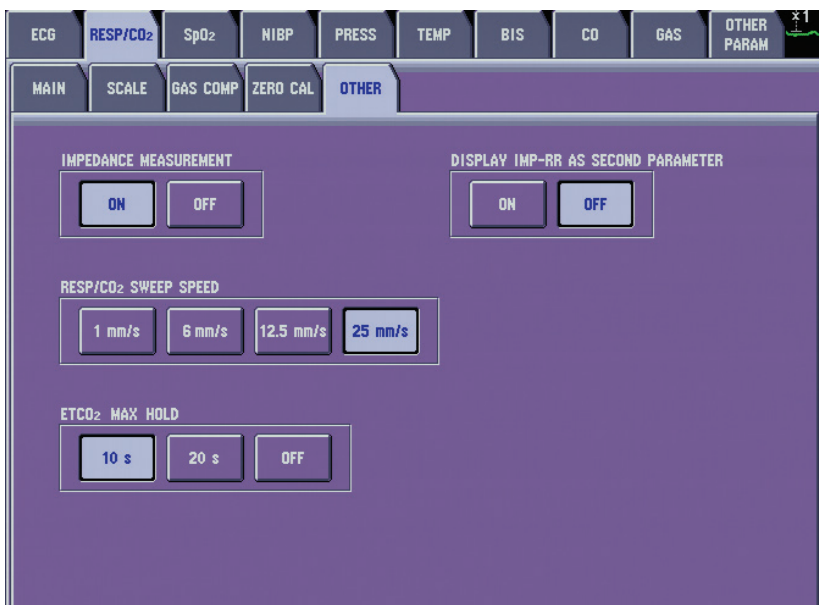 ECG RESP/CO₂ SpO₂ NIBP PRESS TEMP BIS CO GAS OTHER PARAM x1
MAIN SCALE GAS COMP ZERO CAL OTHER
IMPEDANCE MEASUREMENT DISPLAY IMP-RR AS SECOND PARAMETER
ON OFF ON OFF
RESP/CO₂ SWEEP SPEED
1 mm/s 6 mm/s 12.5 mm/s 25 mm/s
ETCO₂ MAX HOLD
10 s 20 s OFF